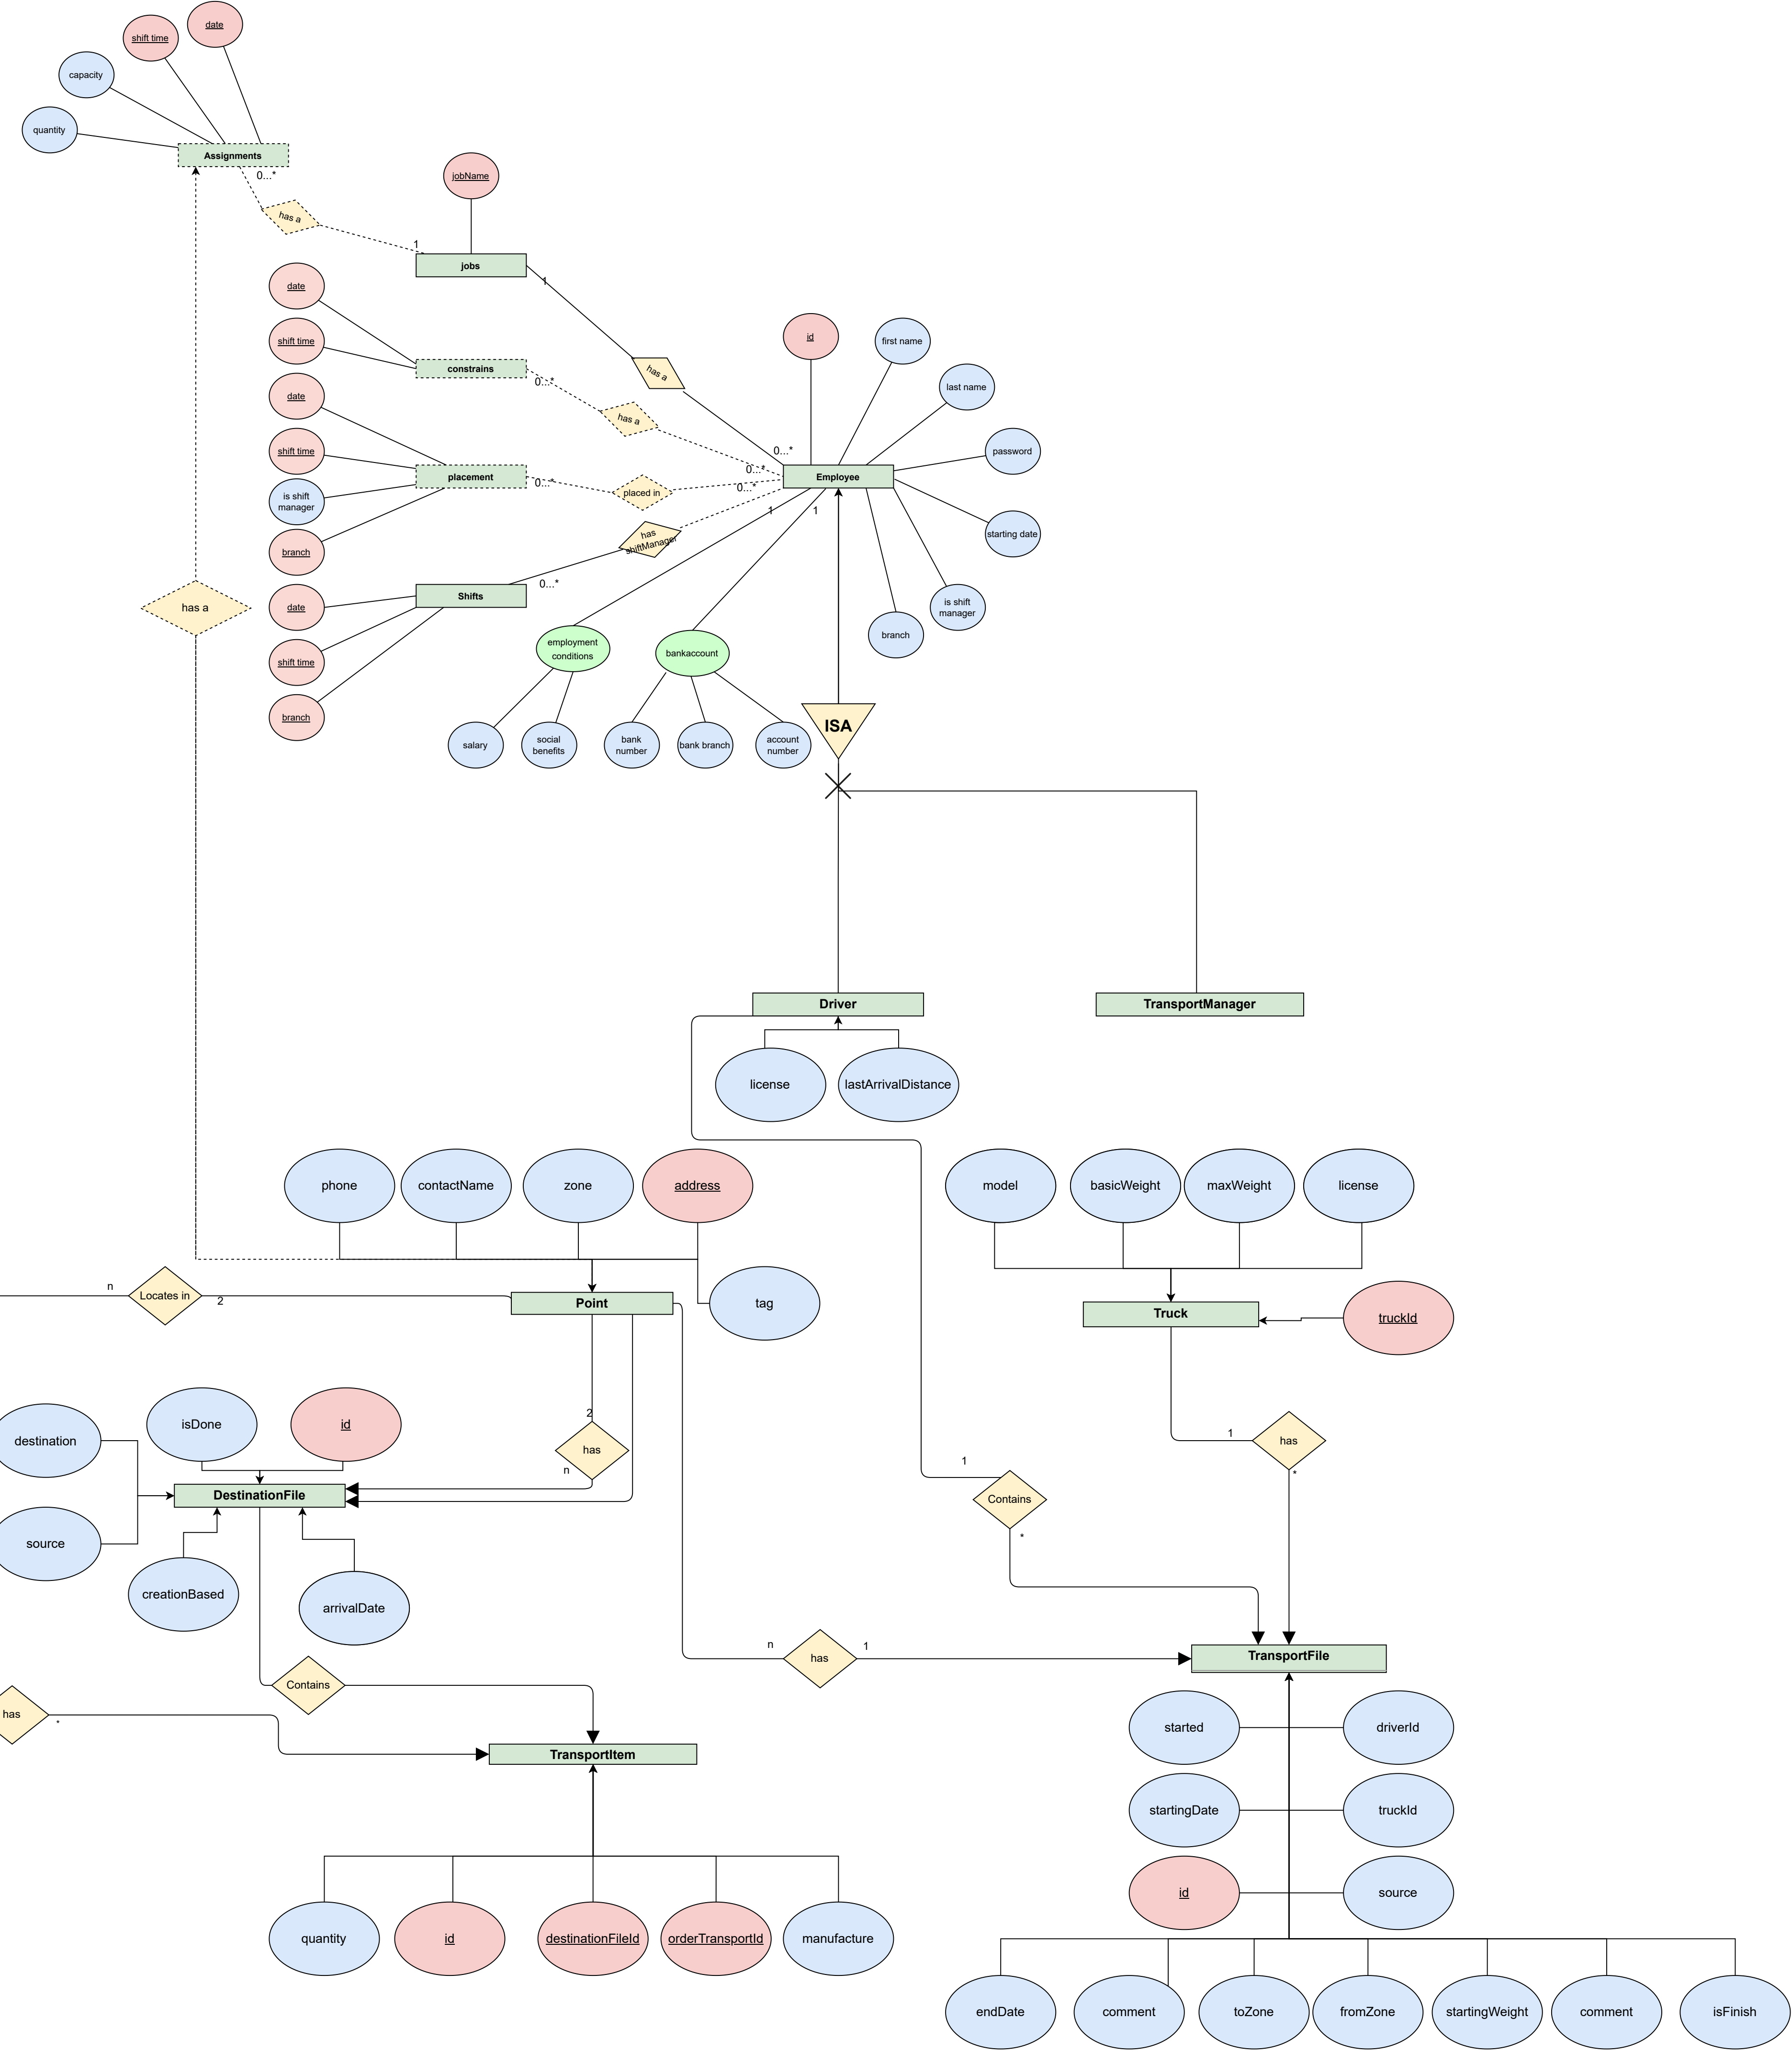 date
shift time
capacity
quantity
Assignments
0...*
jobName
has a
1
jobs
1
date
id
first name
shift time
constrains
has a
0...*
last name
date
has a
shift time
0...*
password
0...*
placement
Employee
0...*
0...*
is shift
manager
placed in
1
1
has
shiftManager
starting date
branch
0...*
Shifts
date
has a
is shift
manager
branch
employment
conditions
bankaccount
shift time
branch
ISA
salary
social
benefits
bank
number
bank branch
account
number
Driver
TransportManager
license
lastArrivalDistance
phone
contactName
zone
address
model
basicWeight
maxWeight
license
n
Locates in
2
Point
tag
Truck
truckId
isDone
id
2
destination
has
n
1
has
*
1
DestinationFile
Contains
*
source
creationBased
arrivalDate
n
has
1
TransportFile
Contains
has
*
started
driverId
TransportItem
startingDate
truckId
id
source
quantity
id
destinationFileId
orderTransportId
manufacture
endDate
comment
toZone
fromZone
startingWeight
comment
isFinish